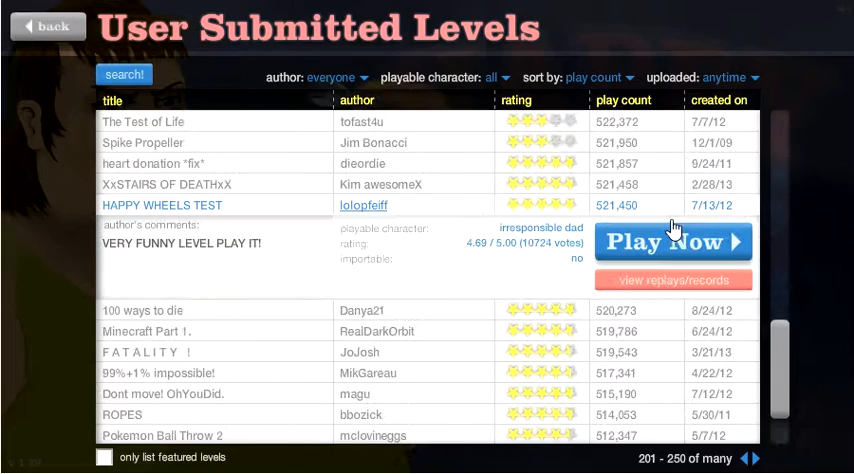 back
User Submitted Levels
search!
author: everyone playable character: all sort by: play count uploaded: anytime
title author rating play count created on
The Test of Life tofast4u 522,372 7/7/12
Spike Propeller Jim Bonacci 521,950 12/1/09
heart donation *fix* dieordie 521,857 9/24/11
XxSTAIRS OF DEATHxX Kim awesomeX 521,458 2/28/13
HAPPY WHEELS TEST lolopfeiff 521,450 7/13/12
author's comments: playable character: irresponsible dad
VERY FUNNY LEVEL PLAY IT! rating: 4.69 / 5.00 (10724 votes) Play Now
importable: no
view replays/records
100 ways to die Danya21 520,273 8/24/12
Minecraft Part 1. RealDarkOrbit 519,786 6/24/12
F A T A L I T Y ! JoJosh 519,543 3/21/13
99%+1% impossible! MikGareau 517,341 4/22/12
Dont move! OhYouDid. magu 515,190 7/12/12
ROPES bbozick 514,053 5/30/11
Pokemon Ball Throw 2 mclovineggs 512,347 5/7/12
only list featured levels 201 - 250 of many